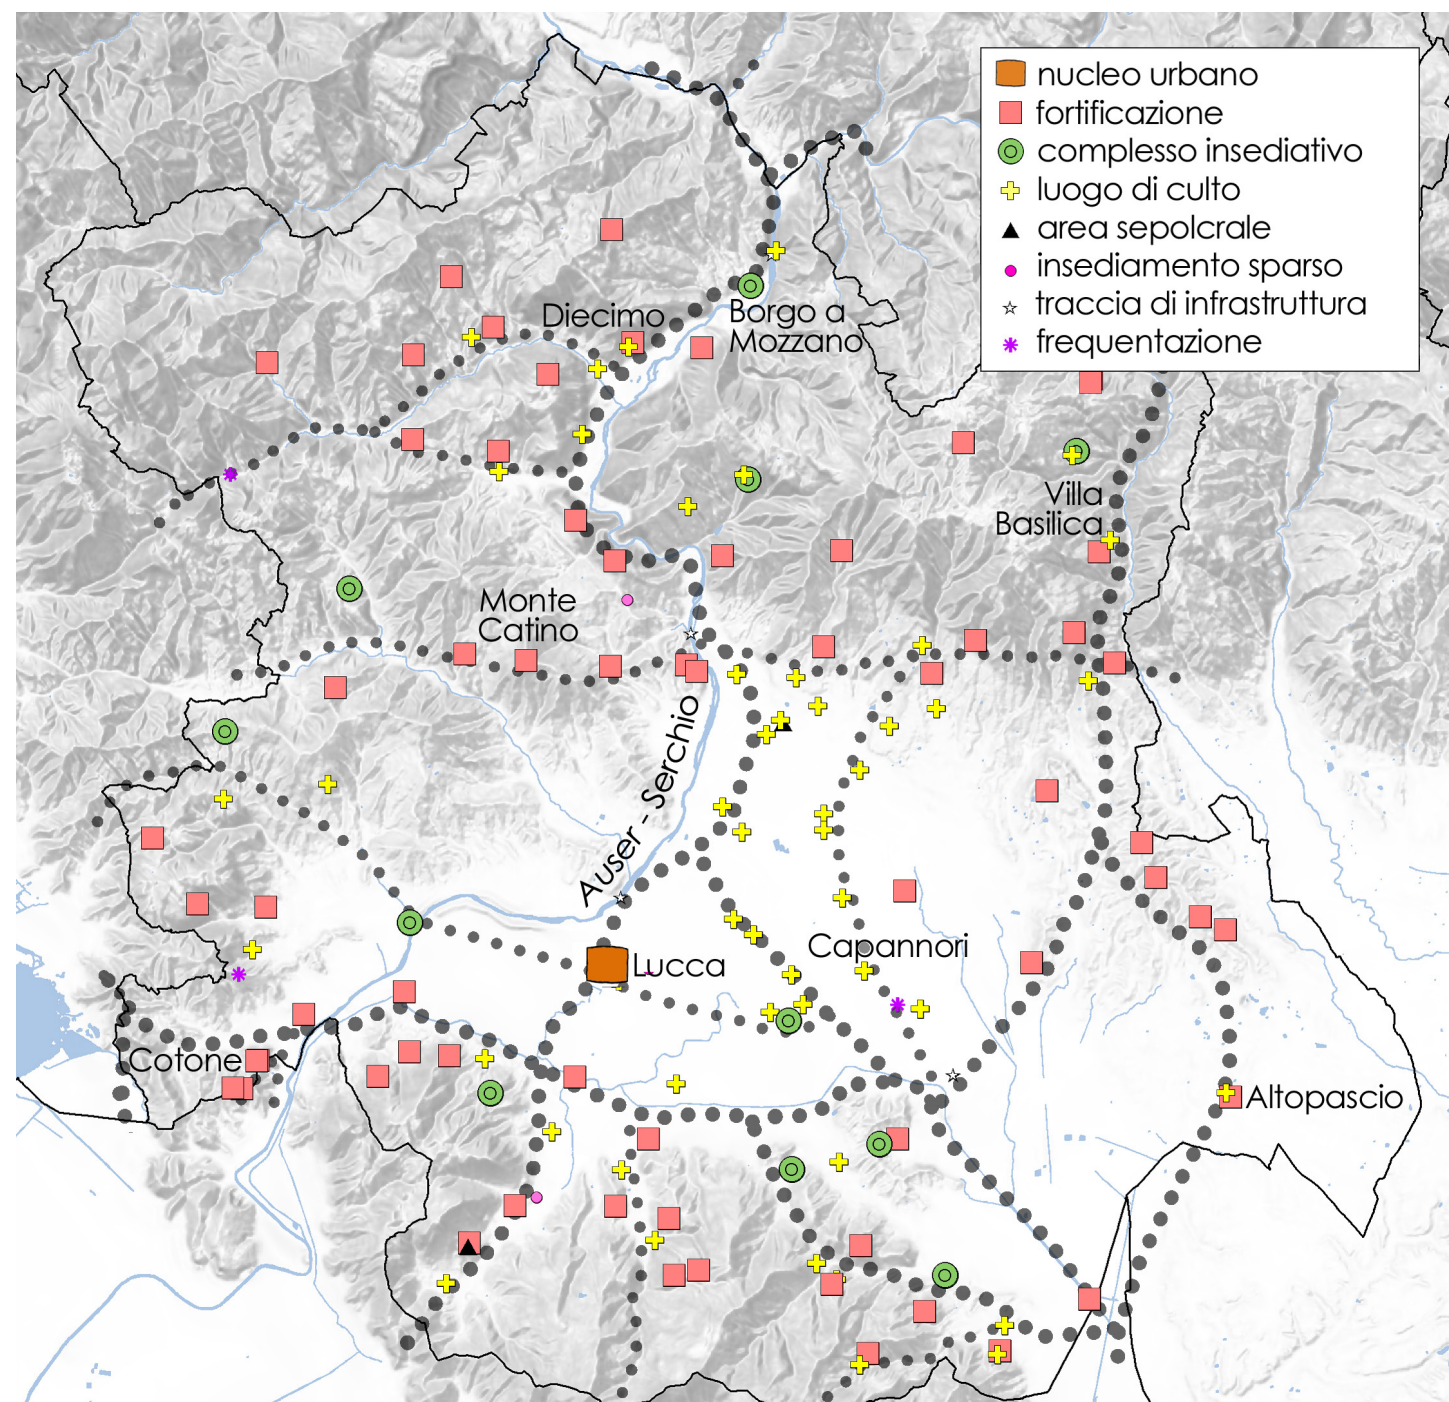 nucleo urbano
fortificazione
complesso insediativo
luogo di culto
area sepolcrale
insediamento sparso
traccia di infrastruttura
frequentazione
Diecimo
Borgo a
Mozzano
Villa
Basilica
Monte
Catino
Auser - Serchio
Capannori
Lucca
Cotone
Altopascio